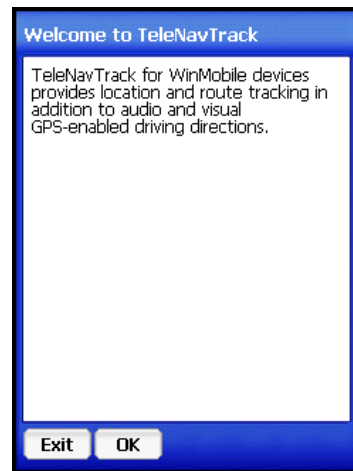 Welcome to TeleNavTrack
TeleNavTrack for WinMobile devices
provides location and route tracking in
addition to audio and visual
GPS-enabled driving directions.
Exit
OK